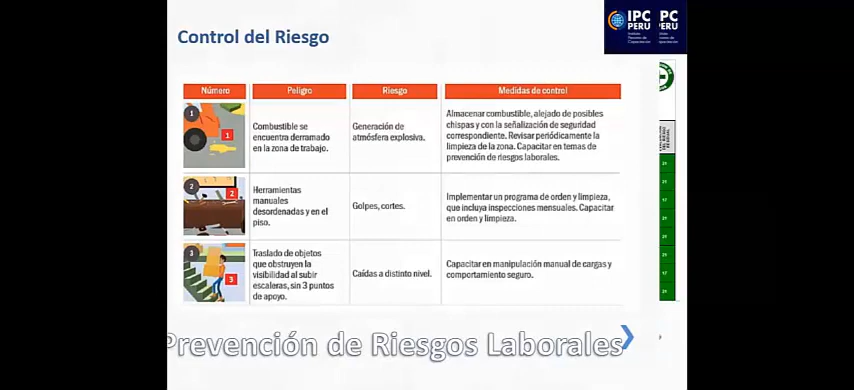 Control del Riesgo
IPC
PERU
PC
PERU
Número
Peligro
Riesgo
Medidas de control
1
1
Combustible se
encuentra derramado
en la zona de trabajo.
Generación de
atmósfera explosiva.
Almacenar combustible, alejado de posibles
chispas y con la señalización de seguridad
correspondiente. Revisar periódicamente la
limpieza de la zona. Capacitar en temas de
prevención de riesgos laborales.
2
2
Herramientas
manuales
desordenadas y en el
piso.
Golpes, cortes.
Implementar un programa de orden y limpieza,
que incluya inspecciones mensuales. Capacitar
en orden y limpieza.
3
3
Traslado de objetos
que obstruyen la
visibilidad al subir
escaleras, sin 3 puntos
de apoyo.
Caídas a distinto nivel.
Capacitar en manipulación manual de cargas y
comportamiento seguro.
Prevención de Riesgos Laborales